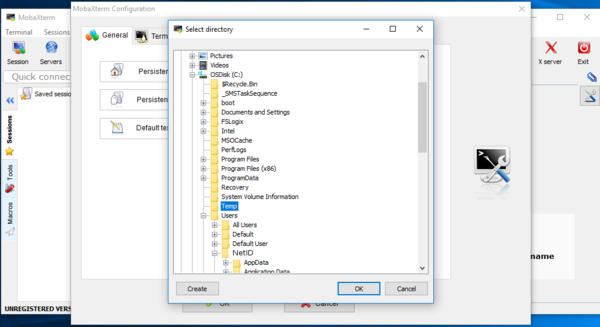 MobaXterm
MobaXterm Configuration
Select directory
Terminal Sessions
General
Term
Session
Servers
X server
Exit
Quick connec
Saved sessio
Sessions
Tools
Macros
Persisten
Persisten
Default te
Pictures
Videos
OSDisk (C:)
$Recycle.Bin
_SMSTaskSequence
boot
Documents and Settings
FSLogix
Intel
MSOCache
PerfLogs
Program Files
Program Files (x86)
ProgramData
Recovery
System Volume Information
Temp
Users
All Users
Default
Default User
NetID
AppData
Application Data
name
Create
OK
Cancel
OK
Cancel
UNREGISTERED VERS